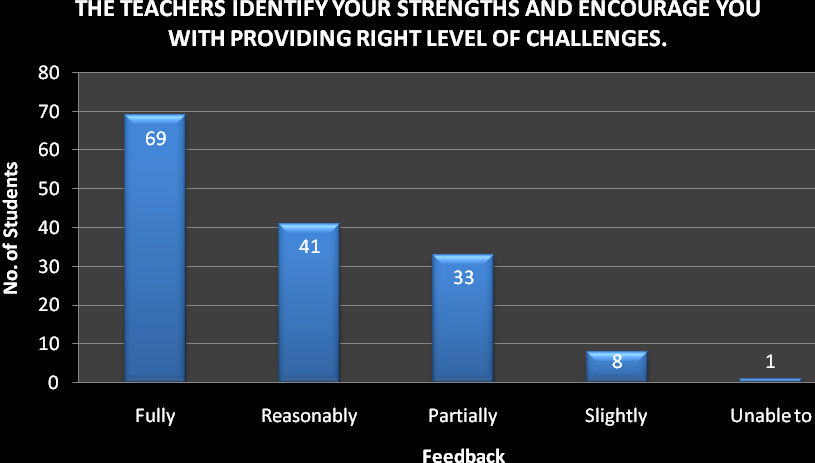 THE TEACHERS IDENTIFY YOUR STRENGTHS AND ENCOURAGE YOU
WITH PROVIDING RIGHT LEVEL OF CHALLENGES.
80
70
60
50
40
30
20
10
0
No. of Students
69
41
33
8
1
Fully
Reasonably
Partially
Slightly
Unable to
Feedback